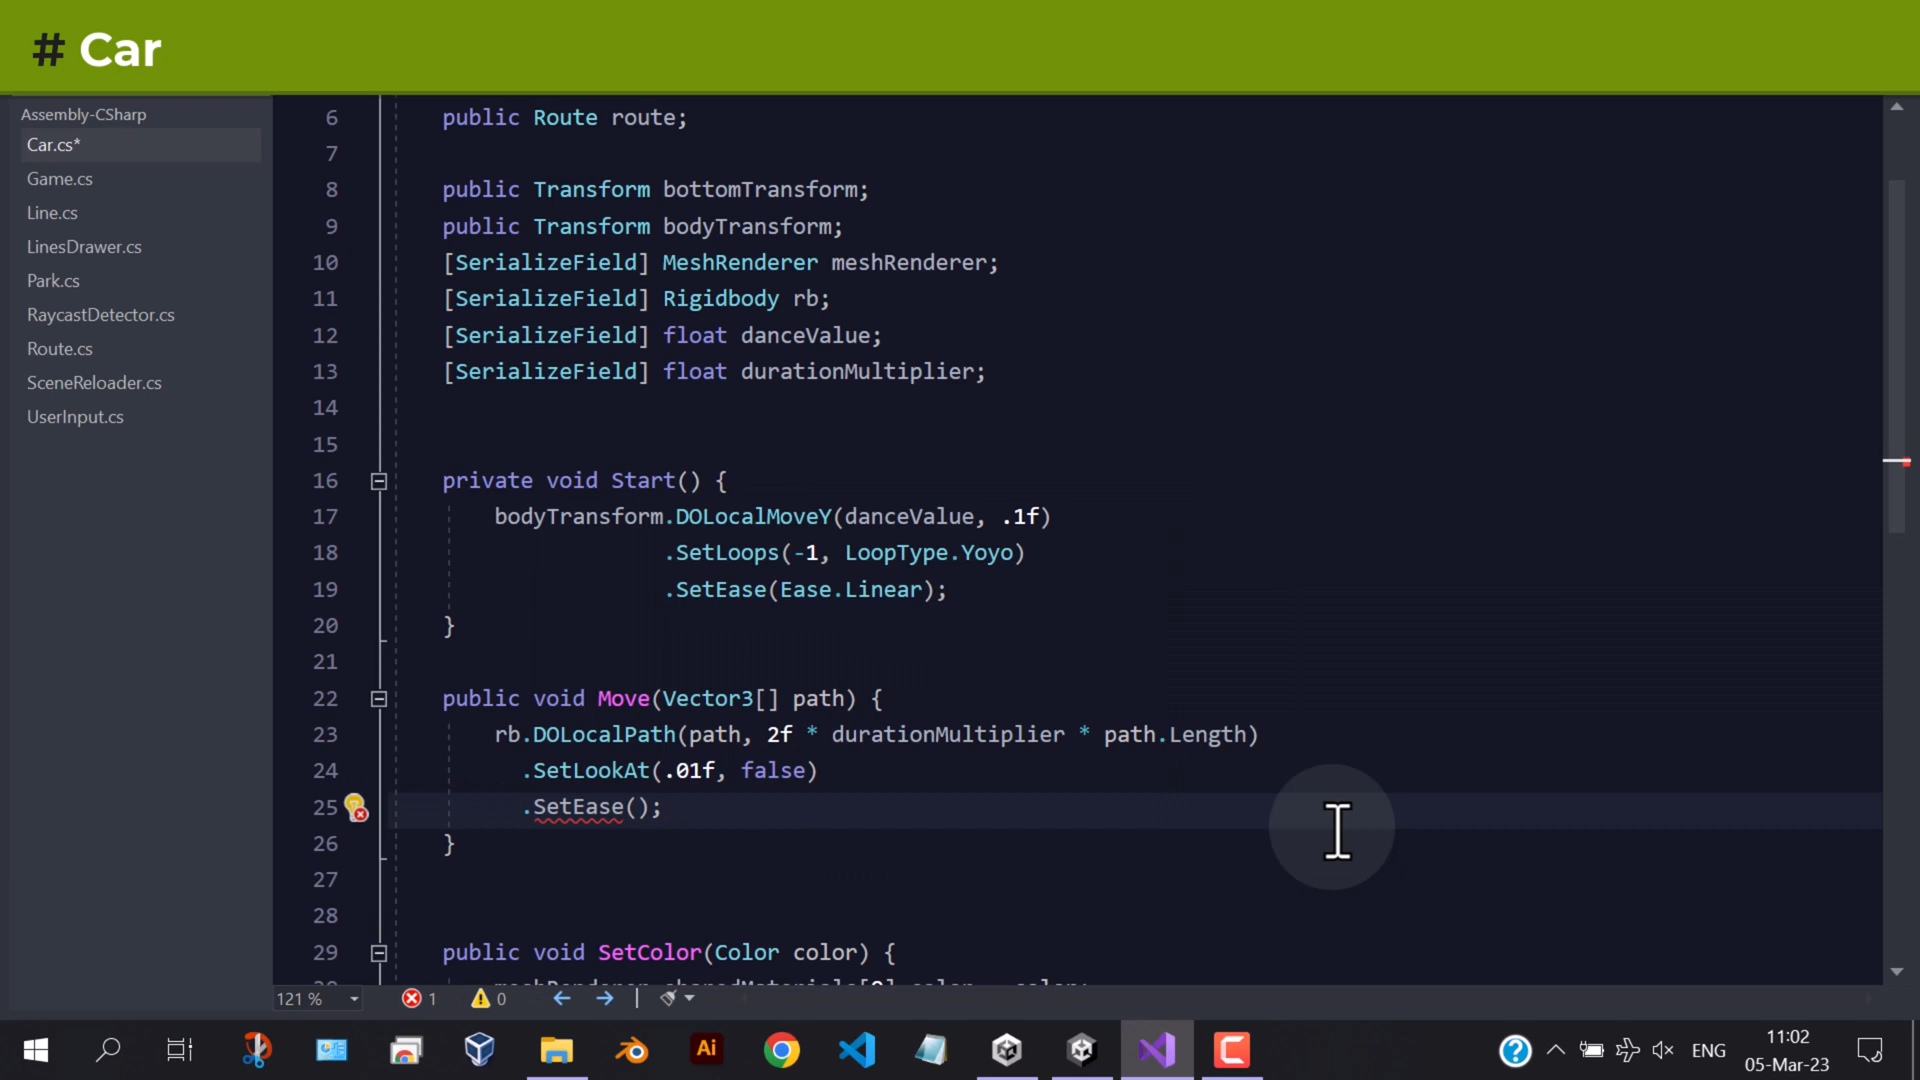 # Car
Assembly-CSharp
Car.cs*
Game.cs
Line.cs
LinesDrawer.cs
Park.cs
RaycastDetector.cs
Route.cs
SceneReloader.cs
UserInput.cs
6 public Route route;
7
8 public Transform bottomTransform;
9 public Transform bodyTransform;
10 [SerializeField] MeshRenderer meshRenderer;
11 [SerializeField] Rigidbody rb;
12 [SerializeField] float danceValue;
13 [SerializeField] float durationMultiplier;
14
15
16 private void Start() {
17 bodyTransform.DOLocalMoveY(danceValue, .1f)
18 .SetLoops(-1, LoopType.Yoyo)
19 .SetEase(Ease.Linear);
20 }
21
22 public void Move(Vector3[] path) {
23 rb.DOLocalPath(path, 2f * durationMultiplier * path.Length)
24 .SetLookAt(.01f, false)
25 .SetEase();
26 }
27
28
29 public void SetColor(Color color) {
121 % 1 0
Ai
ENG
11:02
05-Mar-23